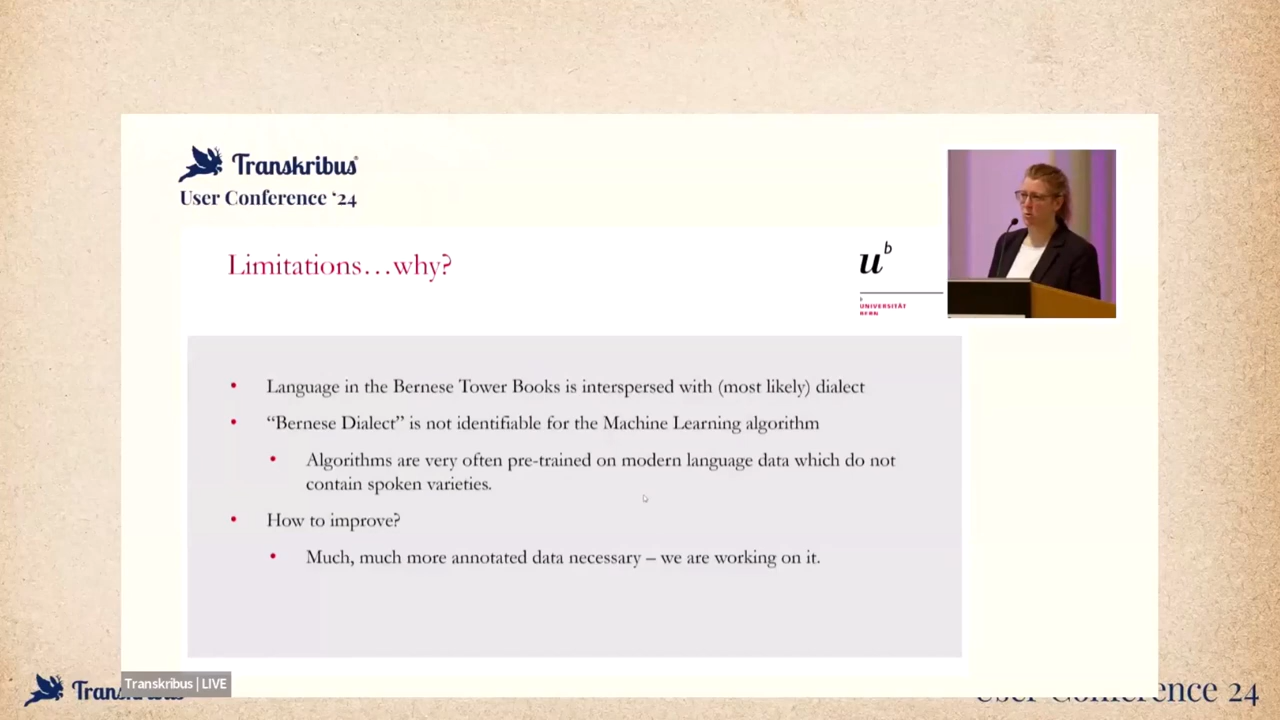 Transkribus
User Conference ‘24
Limitations…why?
u
b
b
UNIVERSITÄT
BERN
• Language in the Bernese Tower Books is interspersed with (most likely) dialect
• “Bernese Dialect” is not identifiable for the Machine Learning algorithm
• Algorithms are very often pre-trained on modern language data which do not
contain spoken varieties.
• How to improve?
• Much, much more annotated data necessary – we are working on it.
Transkribus | LIVE
Transkribus
User Conference 24